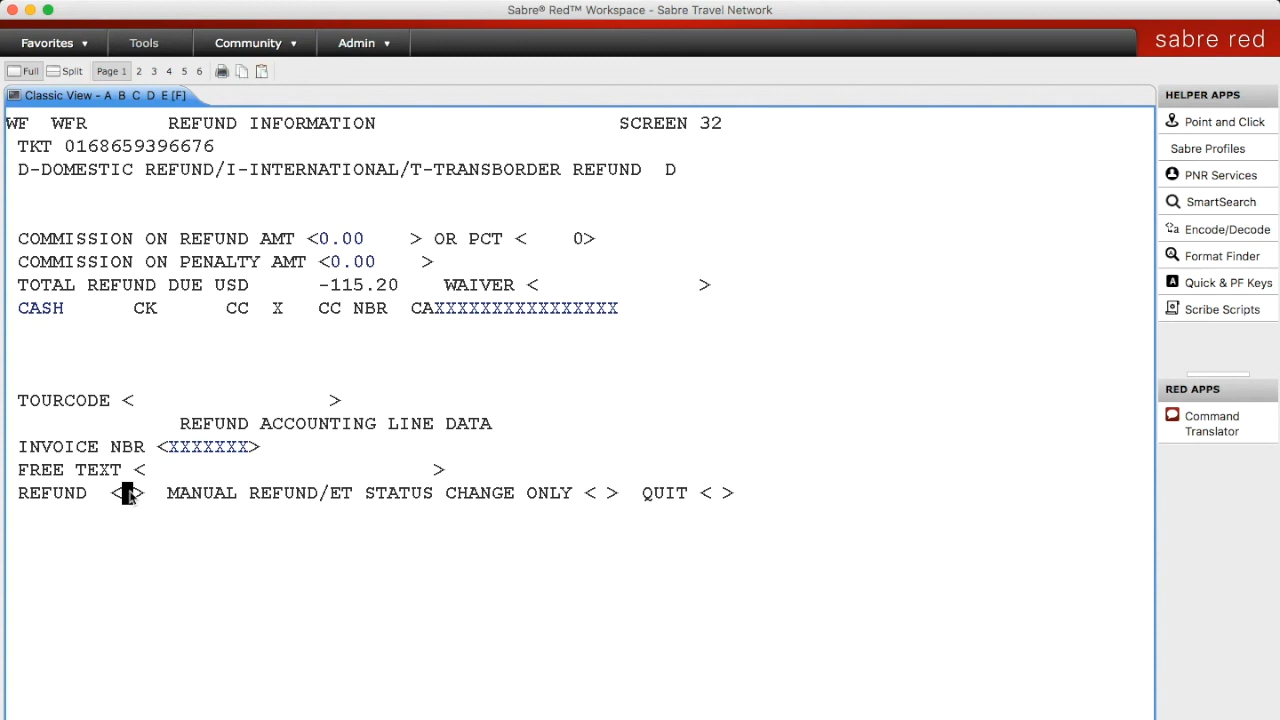 Sabre® Red™ Workspace - Sabre Travel Network
Favorites Tools Community Admin sabre red
Full Split Page 1 2 3 4 5 6
Classic View - A B C D E [F]
WF WFR REFUND INFORMATION SCREEN 32
TKT 0168659396676
D-DOMESTIC REFUND/I-INTERNATIONAL/T-TRANSBORDER REFUND D
COMMISSION ON REFUND AMT <0.00 > OR PCT < 0>
COMMISSION ON PENALTY AMT <0.00 >
TOTAL REFUND DUE USD -115.20 WAIVER < >
CASH CK CC X CC NBR CAXXXXXXXXXXXXXXXX
TOURCODE < >
REFUND ACCOUNTING LINE DATA
INVOICE NBR <XXXXXXX>
FREE TEXT < >
REFUND < > MANUAL REFUND/ET STATUS CHANGE ONLY < > QUIT < >
HELPER APPS
Point and Click
Sabre Profiles
PNR Services
SmartSearch
Encode/Decode
Format Finder
Quick & PF Keys
Scribe Scripts
RED APPS
Command
Translator